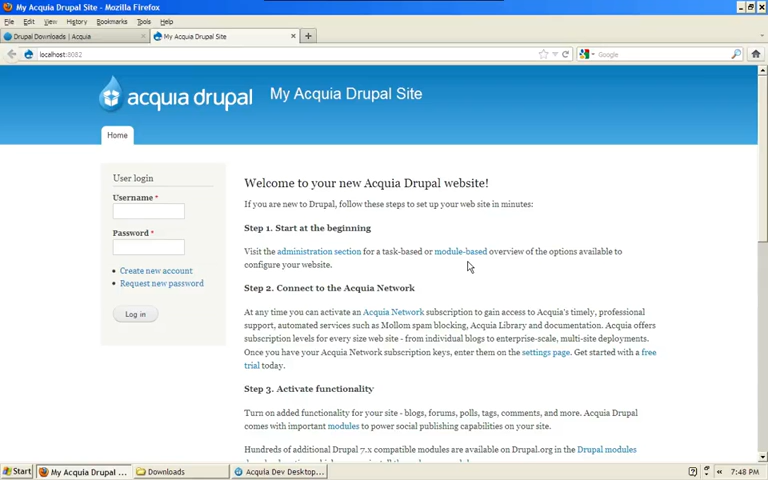 My Acquia Drupal Site - Mozilla Firefox
File Edit View History Bookmarks Tools Help
Drupal Downloads | Acquia
My Acquia Drupal Site
localhost:8082
Google
acquia drupal
My Acquia Drupal Site
Home
User login
Username *
Password *
Create new account
Request new password
Log in
Welcome to your new Acquia Drupal website!
If you are new to Drupal, follow these steps to set up your web site in minutes:
Step 1. Start at the beginning
Visit the administration section for a task-based or module-based overview of the options available to
configure your website.
Step 2. Connect to the Acquia Network
At any time you can activate an Acquia Network subscription to gain access to Acquia's timely, professional
support, automated services such as Mollom spam blocking, Acquia Library and documentation. Acquia offers
subscription levels for every size web site - from individual blogs to enterprise-scale, multi-site deployments.
Once you have your Acquia Network subscription keys, enter them on the settings page. Get started with a free
trial today.
Step 3. Activate functionality
Turn on added functionality for your site - blogs, forums, polls, tags, comments, and more. Acquia Drupal
comes with important modules to power social publishing capabilities on your site.
Hundreds of additional Drupal 7.x compatible modules are available on Drupal.org in the Drupal modules
Start
My Acquia Drupal ...
Downloads
Acquia Dev Desktop...
7:48 PM